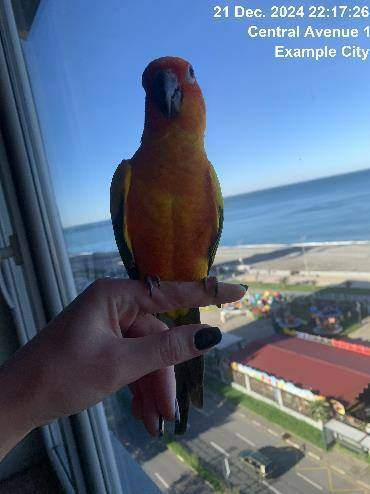 21 Dec. 2024 22:17:26
Central Avenue 1
Example City